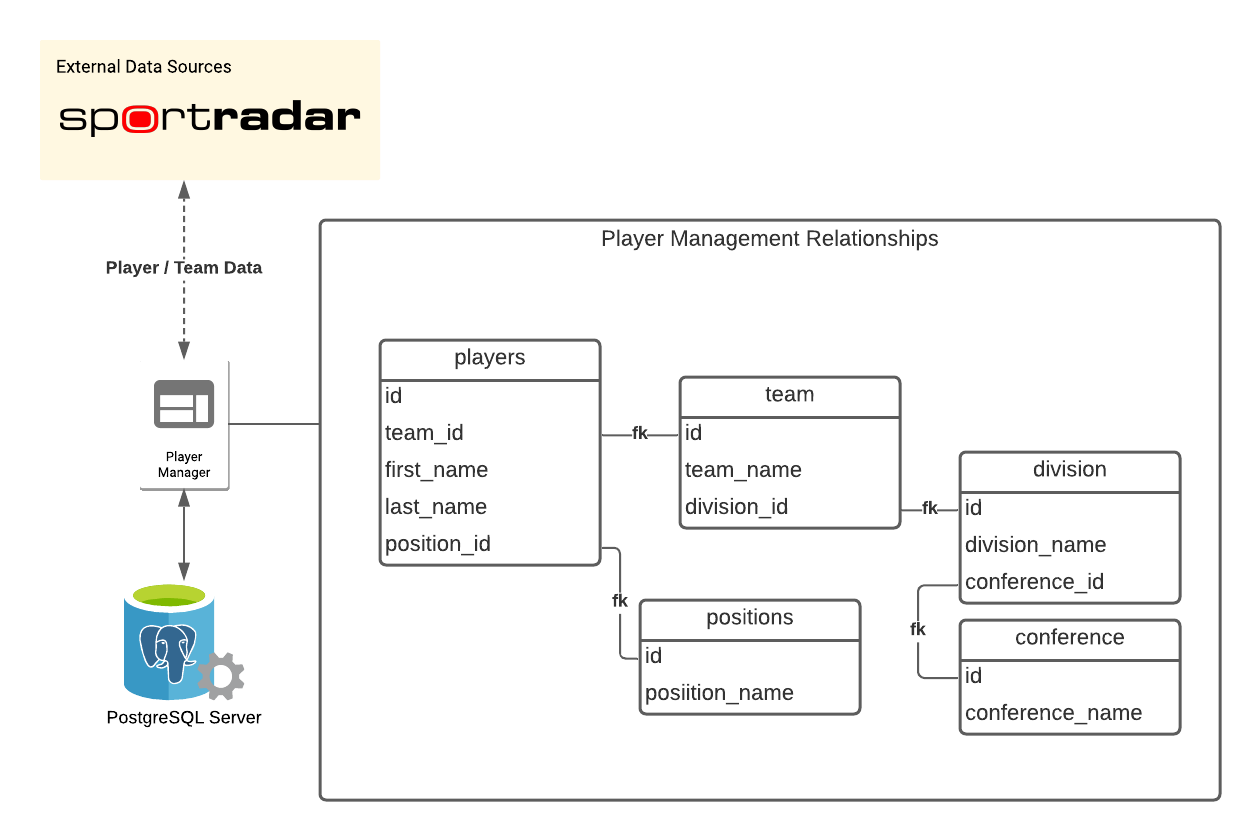 External Data Sources
sportradar
Player / Team Data
Player
Manager
PostgreSQL Server
Player Management Relationships
players
id
team_id
first_name
last_name
position_id
fk
team
id
team_name
division_id
fk
division
id
division_name
conference_id
fk
positions
id
posiition_name
fk
conference
id
conference_name